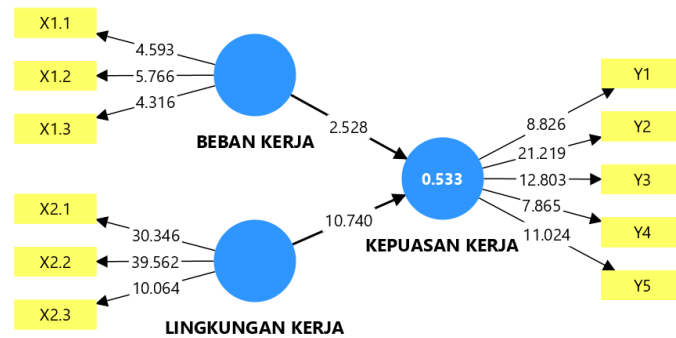 X1.1
4.593
X1.2
5.766
X1.3
4.316
BEBAN KERJA
2.528
X2.1
30.346
X2.2
39.562
X2.3
10.064
LINGKUNGAN KERJA
10.740
0.533
KEPUASAN KERJA
8.826
Y1
21.219
Y2
12.803
Y3
7.865
Y4
11.024
Y5